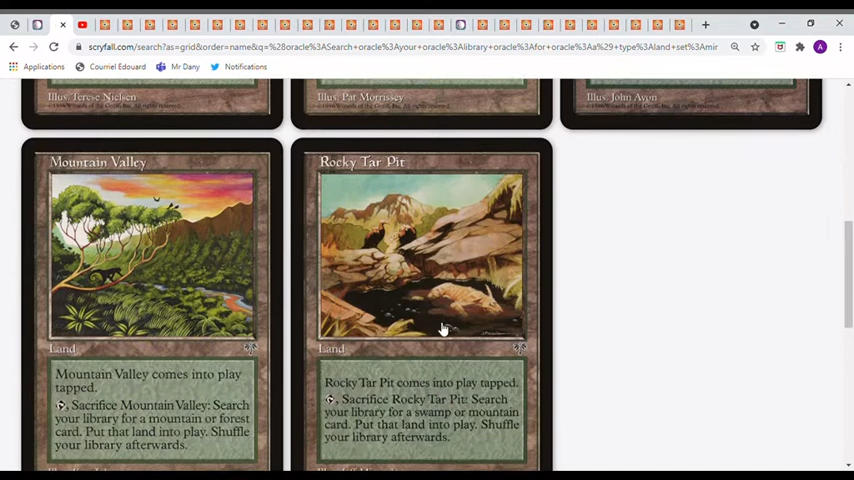 scryfall.com/search?as=grid&order=name&q=%28oracle%3ASearch+oracle%3Ayour+oracle%3Alibrary+oracle%3Afor+oracle%3Aa%29+type%3Aland+set%3Amir
Applications
Courriel Edouard
Mr Dany
Notifications
Illus. Terese Nielsen
Illus. Pat Morrissey
Illus. John Avon
Mountain Valley
Land
Mountain Valley comes into play
tapped.
, Sacrifice Mountain Valley: Search
your library for a mountain or forest
card. Put that land into play. Shuffle
your library afterwards.
Rocky Tar Pit
Land
Rocky Tar Pit comes into play tapped.
, Sacrifice Rocky Tar Pit: Search
your library for a swamp or mountain
card. Put that land into play. Shuffle
your library afterwards.